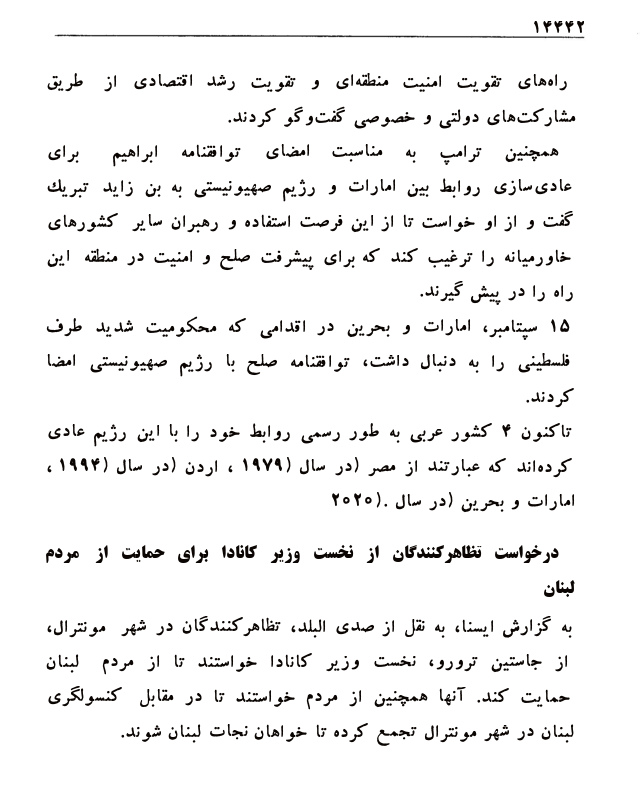 ۱۴۴۴۲
راه‌های تقویت امنیت منطقه‌ای و تقویت رشد اقتصادی از طریق
مشارکت‌های دولتی و خصوصی گفت‌وگو کردند.
همچنین ترامپ به مناسبت امضای توافقنامه ابراهیم برای
عادی‌سازی روابط بین امارات و رژیم صهیونیستی به بن زاید تبریك
گفت و از او خواست تا از این فرصت استفاده و رهبران سایر کشورهای
خاورمیانه را ترغیب کند که برای پیشرفت صلح و امنیت در منطقه این
راه را در پیش گیرند.
۱۵ سپتامبر، امارات و بحرین در اقدامی که محکومیت شدید طرف
فلسطینی را به دنبال داشت، توافقنامه صلح با رژیم صهیونیستی امضا
کردند.
تاکنون ۴ کشور عربی به طور رسمی روابط خود را با این رژیم عادی
کرده‌اند که عبارتند از مصر (در سال (۱۹۷۹ ، اردن (در سال (۱۹۹۴ ،
امارات و بحرین (در سال .(۲۰۲۰
درخواست تظاهرکنندگان از نخست وزیر کانادا برای حمایت از مردم
لبنان
به گزارش ایسنا، به نقل از صدی البلد، تظاهرکنندگان در شهر مونترال،
از جاستین ترورو، نخست وزیر کانادا خواستند تا از مردم لبنان
حمایت کند. آنها همچنین از مردم خواستند تا در مقابل کنسولگری
لبنان در شهر مونترال تجمع کرده تا خواهان نجات لبنان شوند.